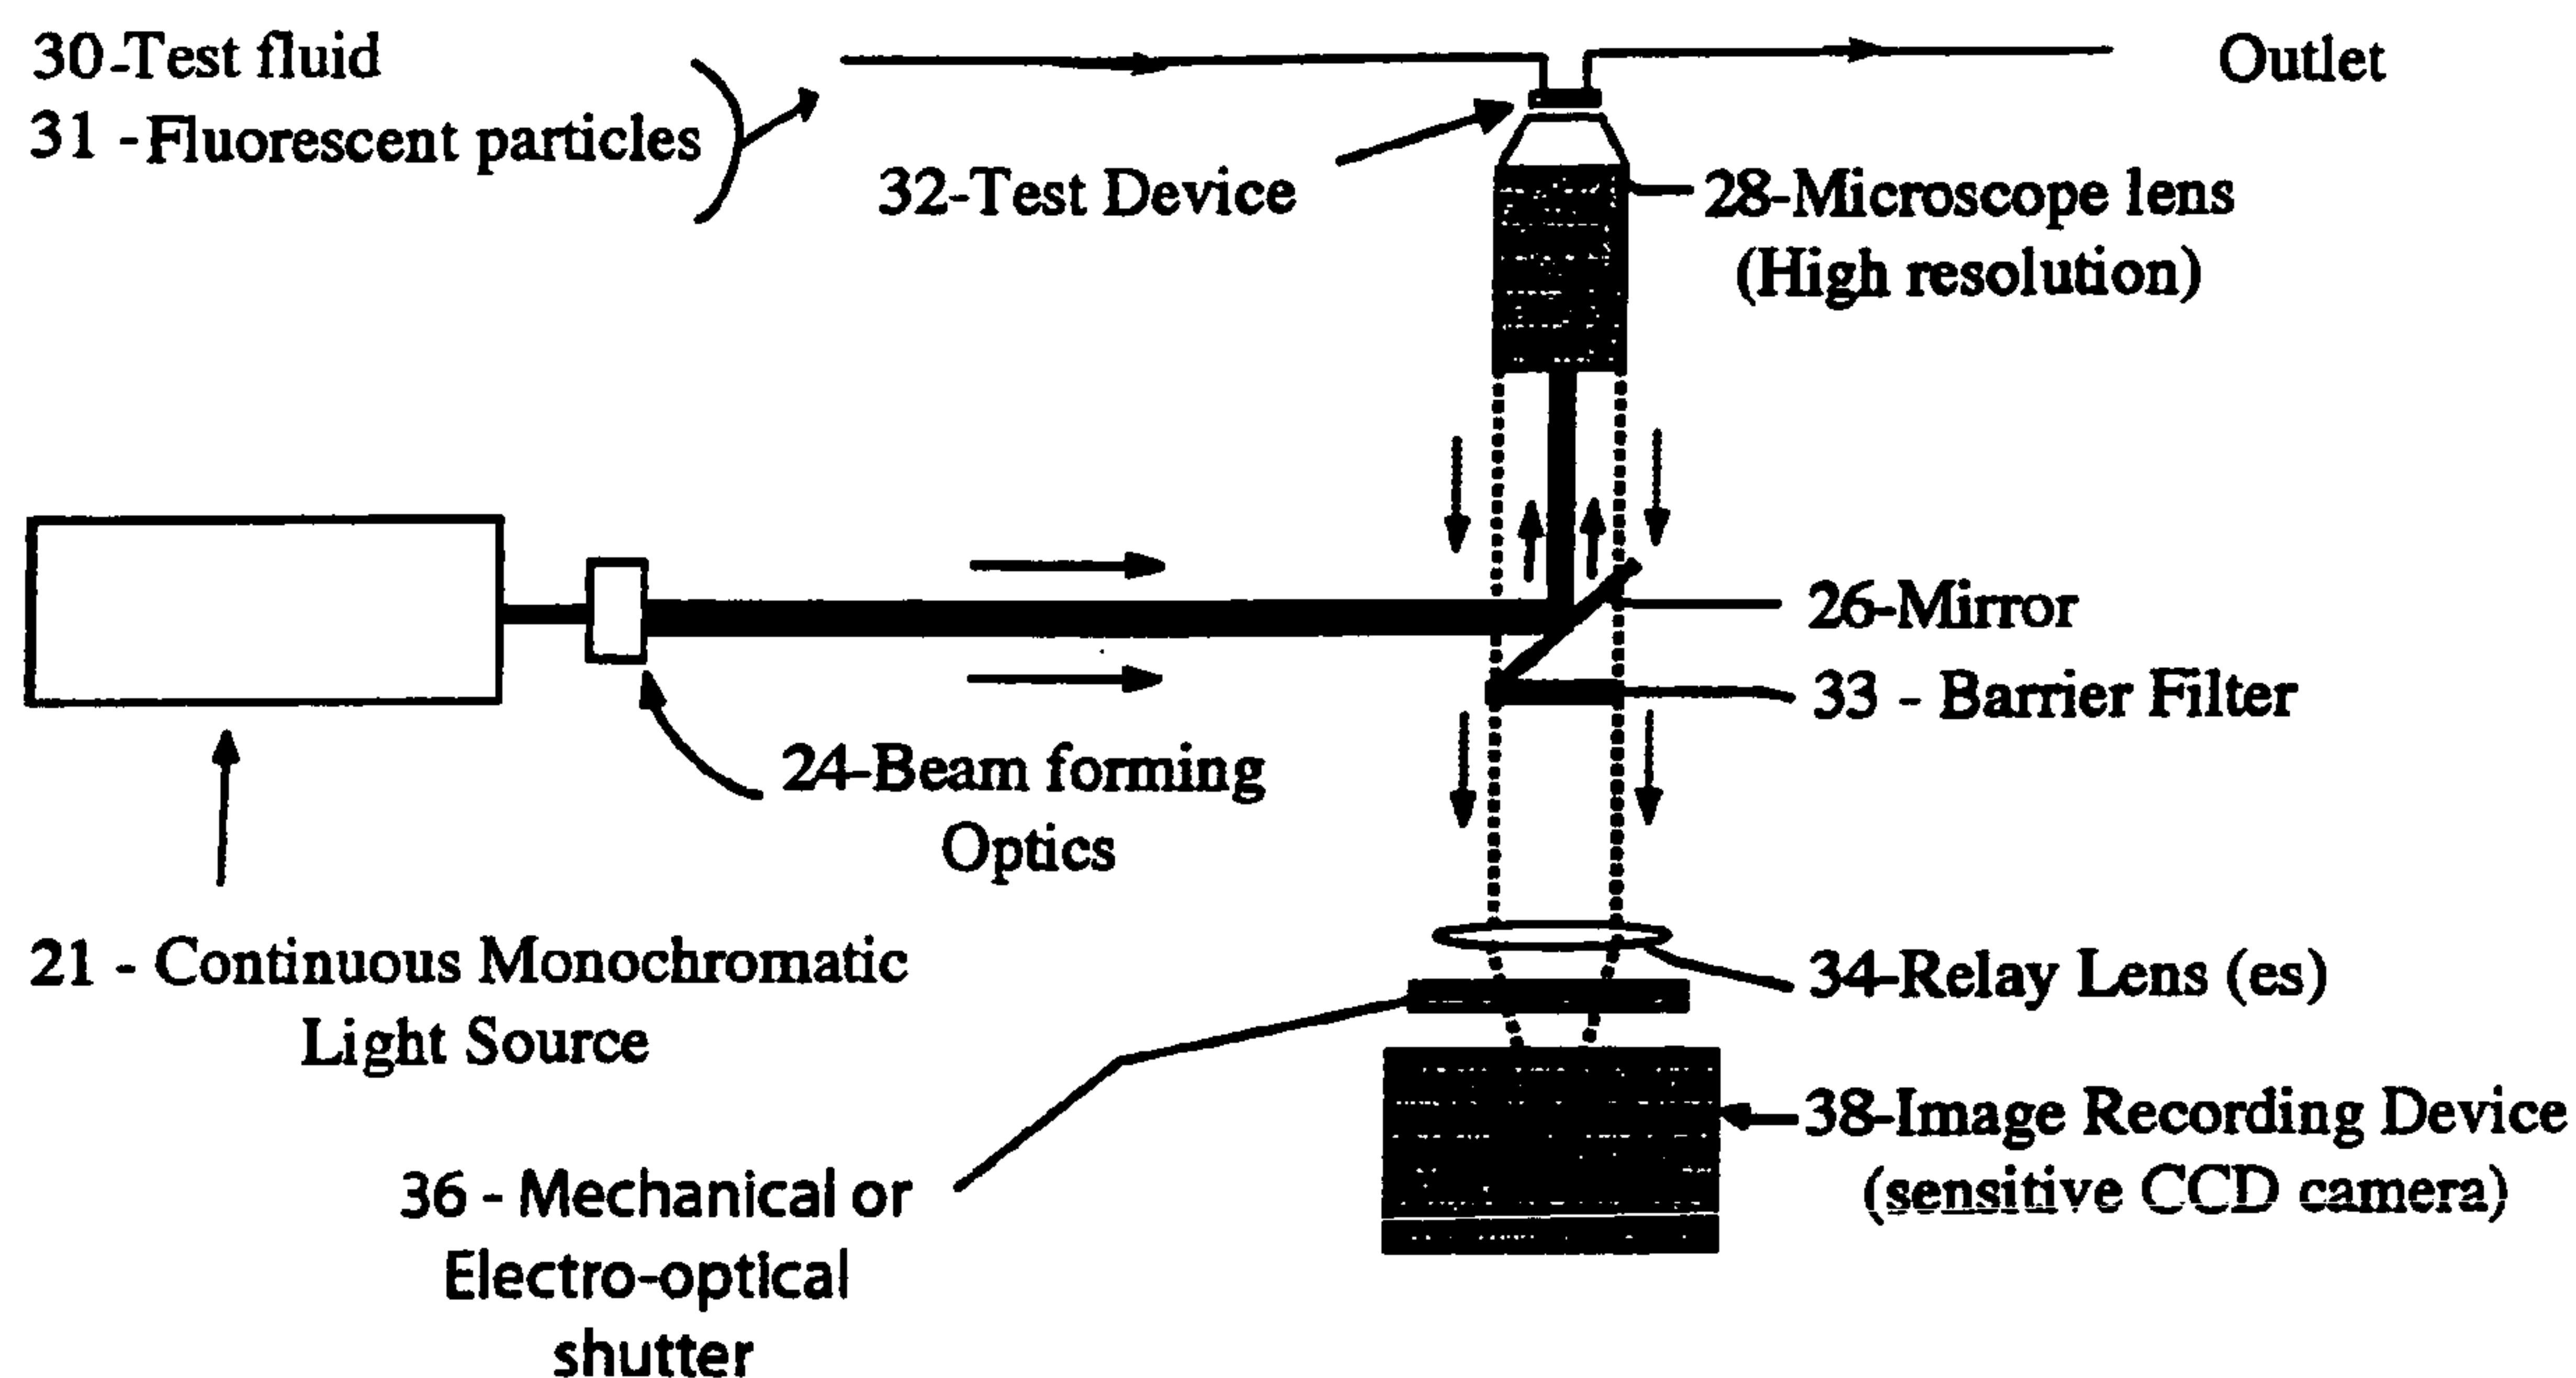 30-Test fluid
31 -Fluorescent particles
Outlet
32-Test Device
28-Microscope lens
(High resolution)
26-Mirror
33 - Barrier Filter
24-Beam forming
Optics
21 - Continuous Monochromatic
Light Source
34-Relay Lens (es)
36 - Mechanical or
Electro-optical
shutter
38-Image Recording Device
(sensitive CCD camera)